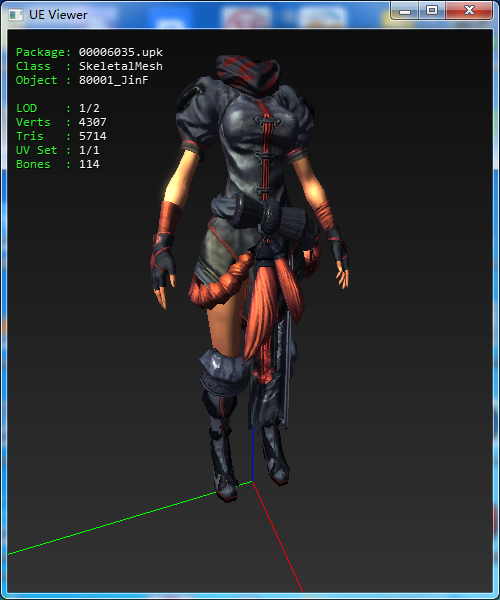 UE Viewer
Package: 00006035.upk
Class : SkeletalMesh
Object : 80001_JinF
LOD : 1/2
Verts : 4307
Tris : 5714
UV Set : 1/1
Bones : 114